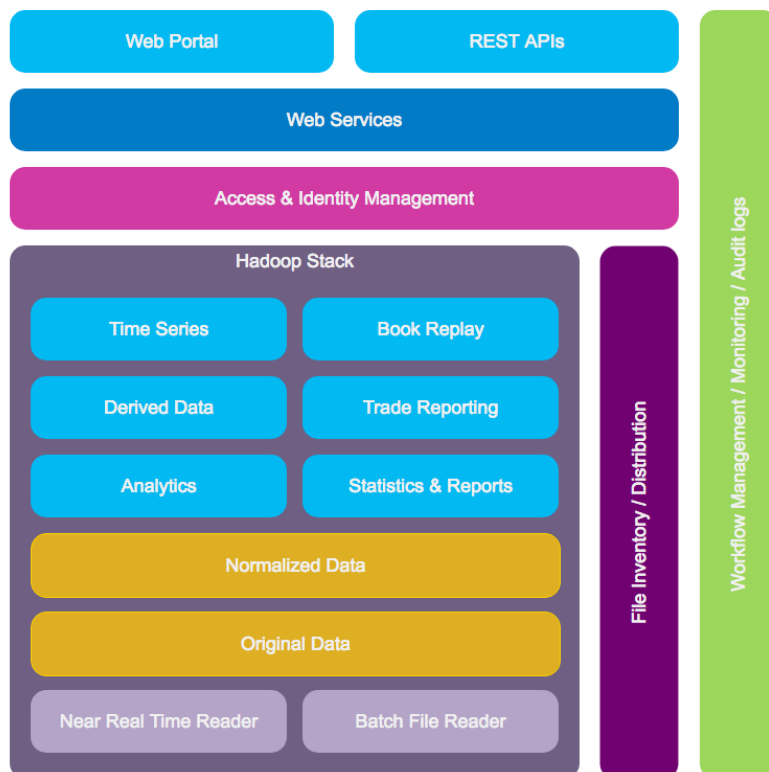 Web Portal
REST APIs
Web Services
Access & Identity Management
Hadoop Stack
Time Series
Book Replay
Derived Data
Trade Reporting
Analytics
Statistics & Reports
Normalized Data
Original Data
Near Real Time Reader
Batch File Reader
File Inventory / Distribution
Workflow Management / Monitoring / Audit logs